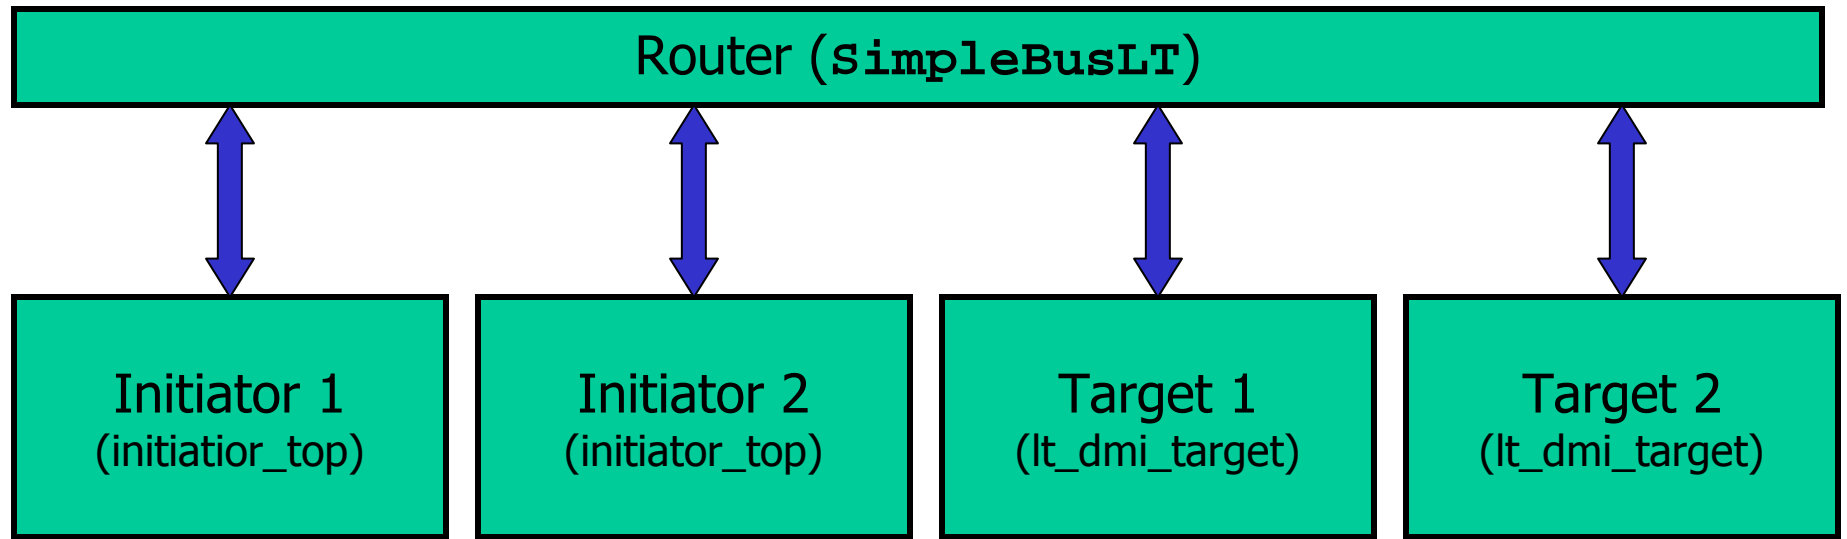 Router (SimpleBusLT)
Initiator 1
(initiatior_top)
Initiator 2
(initiator_top)
Target 1
(lt_dmi_target)
Target 2
(lt_dmi_target)